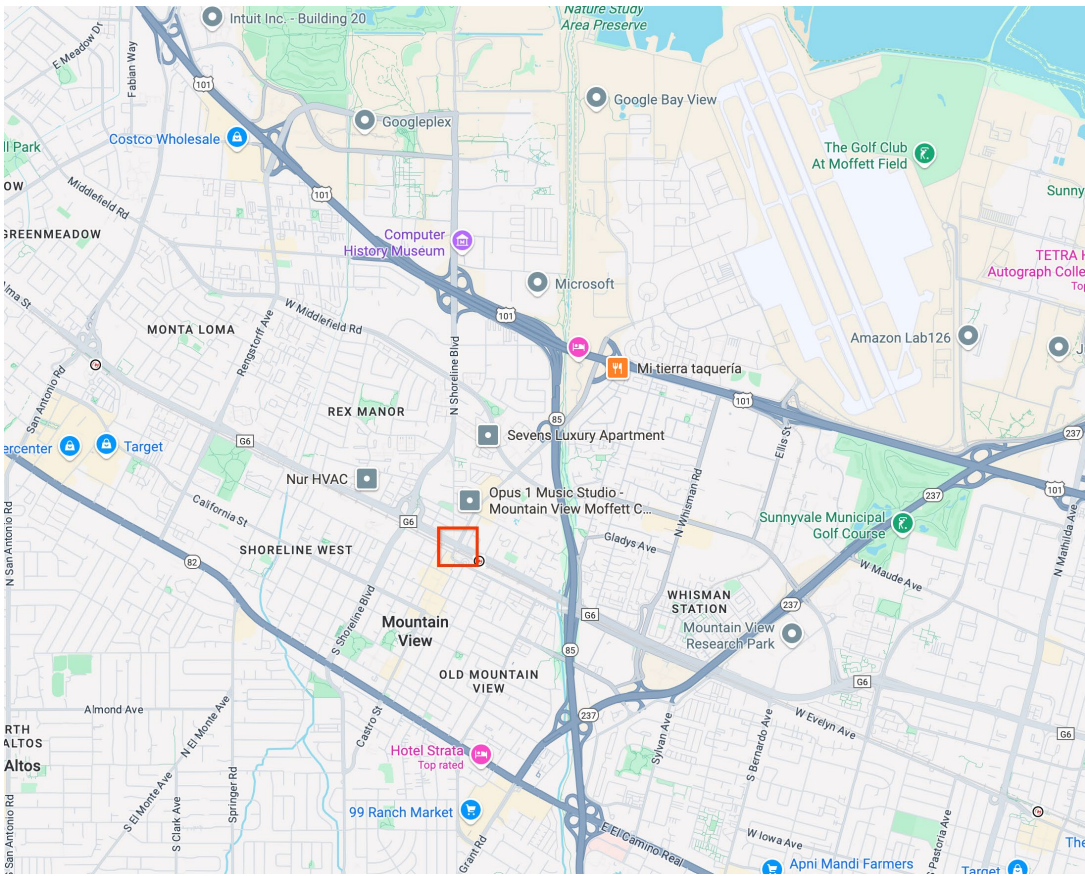 Nature Study
Area Preserve
Intuit Inc. - Building 20
E Meadow Dr
Fabian Way
101
Googleplex
Google Bay View
Costco Wholesale
The Golf Club
At Moffett Field
ll Park
OW
Middlefield Rd
101
Sunny
GREENMEADOW
Computer
History Museum
TETRA H
Autograph Colle
Top
Microsoft
lma St
W Middlefield Rd
101
MONTA LOMA
Rengstorff Ave
N Shoreline Blvd
Amazon Lab126
J
Mi tierra taquería
San Antonio Rd
101
REX MANOR
85
Ellis St
237
Sevens Luxury Apartment
ercenter
Target
G6
Nur HVAC
Opus 1 Music Studio -
Mountain View Moffett C...
N Whisman Rd
237
101
California St
G6
Sunnyvale Municipal
Golf Course
N San Antonio Rd
SHORELINE WEST
Gladys Ave
N Mathilda Ave
82
W Maude Ave
WHISMAN
STATION
237
G6
S Shoreline Blvd
Mountain
View
Mountain View
Research Park
85
OLD MOUNTAIN
VIEW
G6
Almond Ave
N El Monte Ave
Castro St
237
Sylvan Ave
W Evelyn Ave
G6
RTH
ALTOS
Altos
Hotel Strata
Top rated
S Bernardo Ave
S El Monte Ave
S Clark Ave
Springer Rd
99 Ranch Market
San Antonio Rd
Grant Rd
E El Camino Real
W Iowa Ave
S Pastoria Ave
The
Apni Mandi Farmers
Target